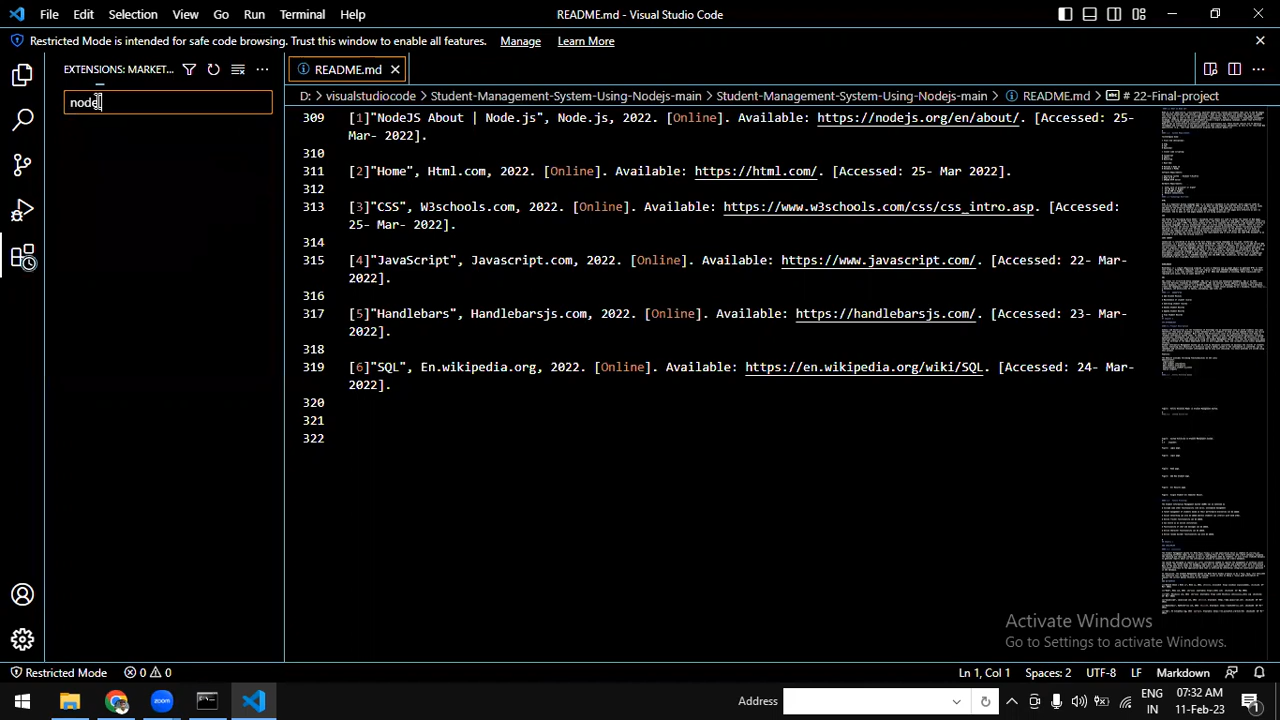 File Edit Selection View Go Run Terminal Help README.md - Visual Studio Code
Restricted Mode is intended for safe code browsing. Trust this window to enable all features. Manage Learn More
EXTENSIONS: MARKET... README.md
node
D: > visualstudiocode > Student-Management-System-Using-Nodejs-main > Student-Management-System-Using-Nodejs-main > README.md > # 22-Final-project
309 [1]"NodeJS About | Node.js", Node.js, 2022. [Online]. Available: https://nodejs.org/en/about/. [Accessed: 25-
Mar- 2022].
310
311 [2]"Home", Html.com, 2022. [Online]. Available: https://html.com/. [Accessed: 25- Mar 2022].
312
313 [3]"CSS", W3schools.com, 2022. [Online]. Available: https://www.w3schools.com/css/css_intro.asp. [Accessed:
25- Mar- 2022].
314
315 [4]"JavaScript", Javascript.com, 2022. [Online]. Available: https://www.javascript.com/. [Accessed: 22- Mar-
2022].
316
317 [5]"Handlebars", Handlebarsjs.com, 2022. [Online]. Available: https://handlebarsjs.com/. [Accessed: 23- Mar-
2022].
318
319 [6]"SQL", En.wikipedia.org, 2022. [Online]. Available: https://en.wikipedia.org/wiki/SQL. [Accessed: 24- Mar-
2022].
320
321
322
Activate Windows
Go to Settings to activate Windows.
Restricted Mode 0 0 Ln 1, Col 1 Spaces: 2 UTF-8 LF Markdown
zoom Address ENG
IN
07:32 AM
11-Feb-23
1